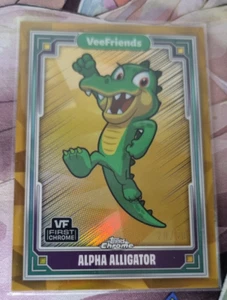 VeeFriends
VF
FIRST
CHROME
Topps
Chrome
ALPHA ALLIGATOR